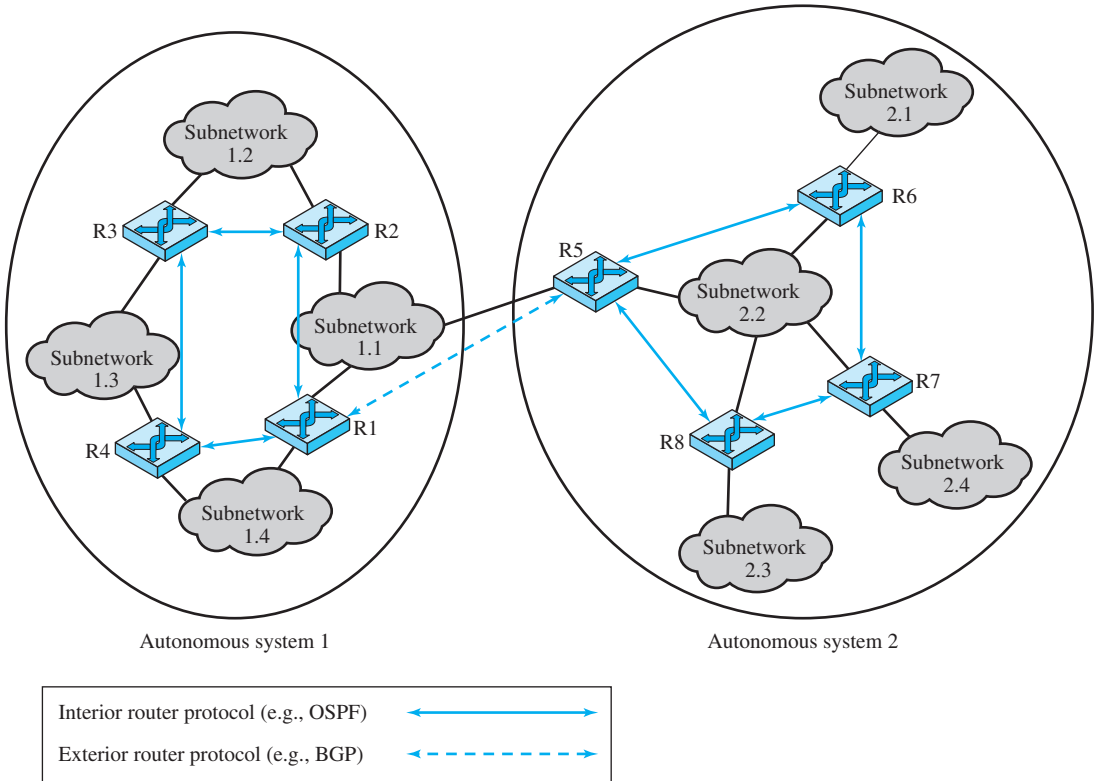 Subnetwork
2.1
Subnetwork
1.2
R6
R3
R2
R5
Subnetwork
2.2
Subnetwork
1.1
Subnetwork
1.3
R7
R1
R4
R8
Subnetwork
2.4
Subnetwork
1.4
Subnetwork
2.3
Autonomous system 1
Autonomous system 2
Interior router protocol (e.g., OSPF)
Exterior router protocol (e.g., BGP)